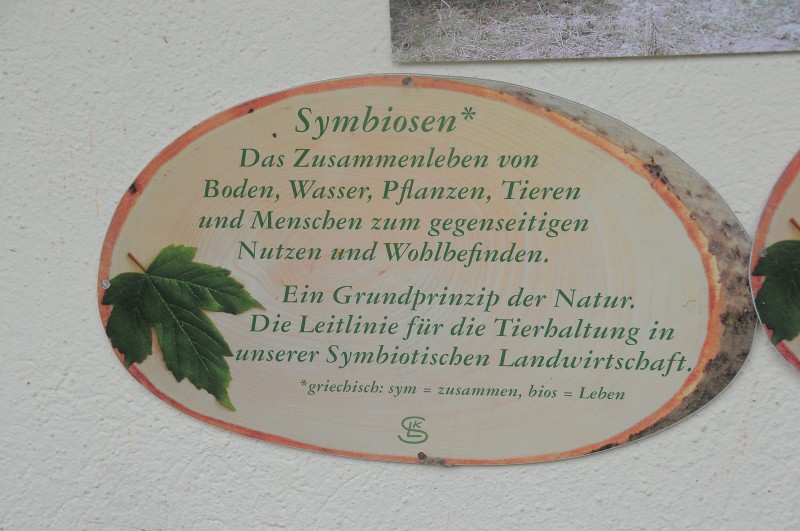 Symbiosen*
Das Zusammenleben von
Boden, Wasser, Pflanzen, Tieren
und Menschen zum gegenseitigen
Nutzen und Wohlbefinden.
Ein Grundprinzip der Natur.
Die Leitlinie für die Tierhaltung in
unserer Symbiotischen Landwirtschaft.
*griechisch: sym = zusammen, bios = Leben